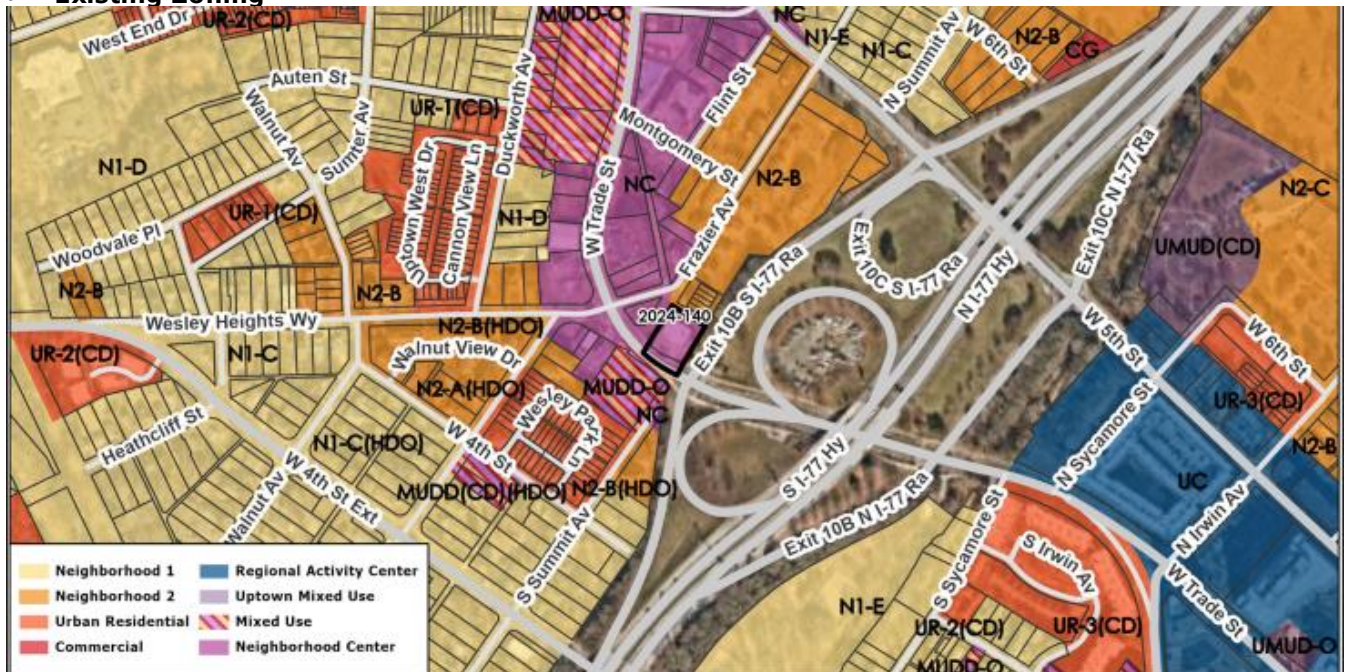 Existing Zoning
West End Dr
UR-2(CD)
MUDD-O
NC
N1-E
N1-C
N Summit Av
W 6th St
N2-B
CG
Auten St
Walnut Av
Sumter Av
UR-1(CD)
Duckworth Av
Flint St
Montgomery St
N1-D
Uptown West Dr
Cannon View Ln
W Trade St
NC
N2-B
N2-C
UR-1(CD)
N1-D
Frazier Av
Woodvale Pl
N2-B
N2-B
Exit 10B S I-77 Ra
Exit 10C S I-77 Ra
N I-77 Hy
Exit 10C N I-77 Ra
UMUD(CD)
Wesley Heights Wy
N2-B(HDO)
2024-140
W 5th St
W 6th St
UR-2(CD)
N1-C
Walnut View Dr
N2-A(HDO)
MUDD-O
NC
Wesley Pa
rk Ln
N Sycamore St
UR-3(CD)
N2-B
Heathcliff St
N1-C(HDO)
W 4th St
S I-77 Hy
W 4th St Ext
MUDD(CD)(HDO)
N2-B(HDO)
UC
N Irwin Av
Walnut Av
S Summit Av
Exit 10B N I-77 Ra
S Sycamore St
S Irwin Av
W Trade St
N1-E
UR-2(CD)
UR-3(CD)
UMUD-O
MUDD-O
Neighborhood 1
Neighborhood 2
Urban Residential
Commercial
Regional Activity Center
Uptown Mixed Use
Mixed Use
Neighborhood Center